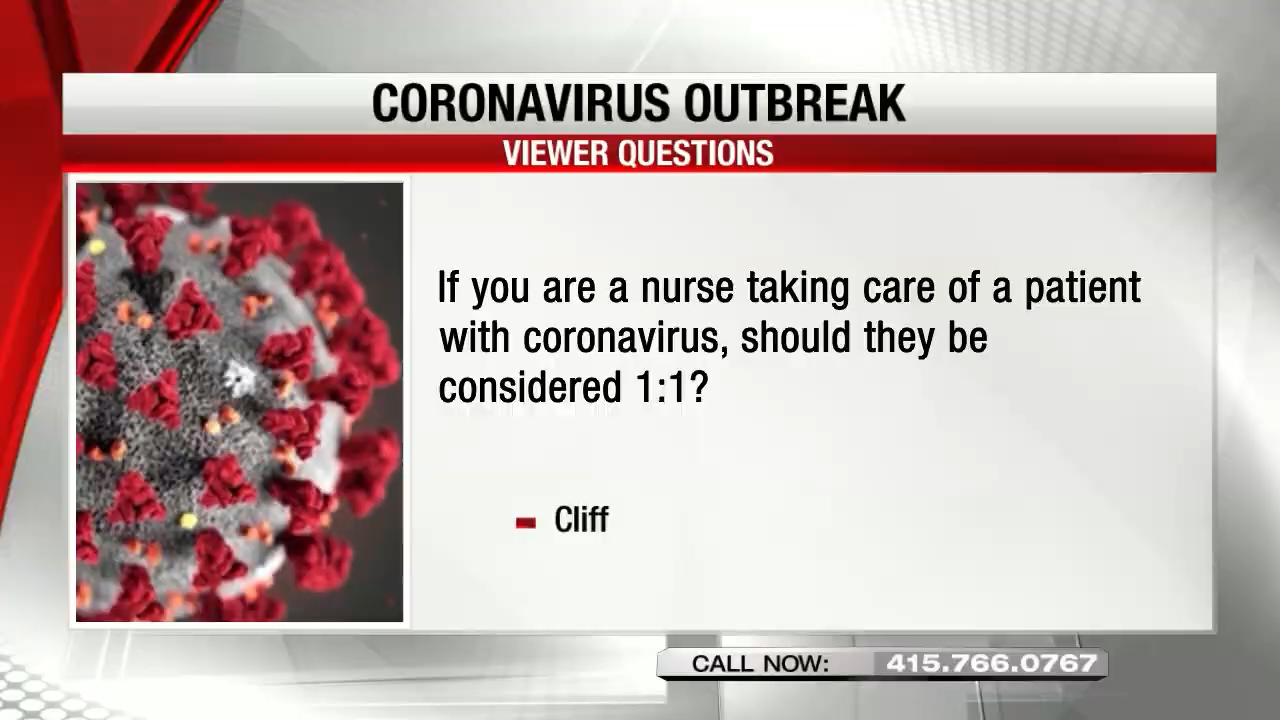 CORONAVIRUS OUTBREAK
VIEWER QUESTIONS
If you are a nurse taking care of a patient
with coronavirus, should they be
considered 1:1?
- Cliff
CALL NOW: 415.766.0767